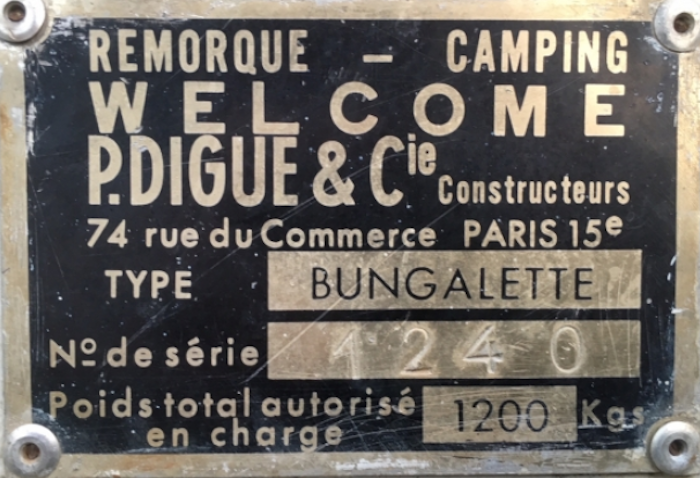 REMORQUE – CAMPING
WELCOME
P.DIGUE & Cie Constructeurs
74 rue du Commerce PARIS 15e
TYPE BUNGALETTE
Nº de série 1240
Poids total autorisé
en charge 1200 Kgs